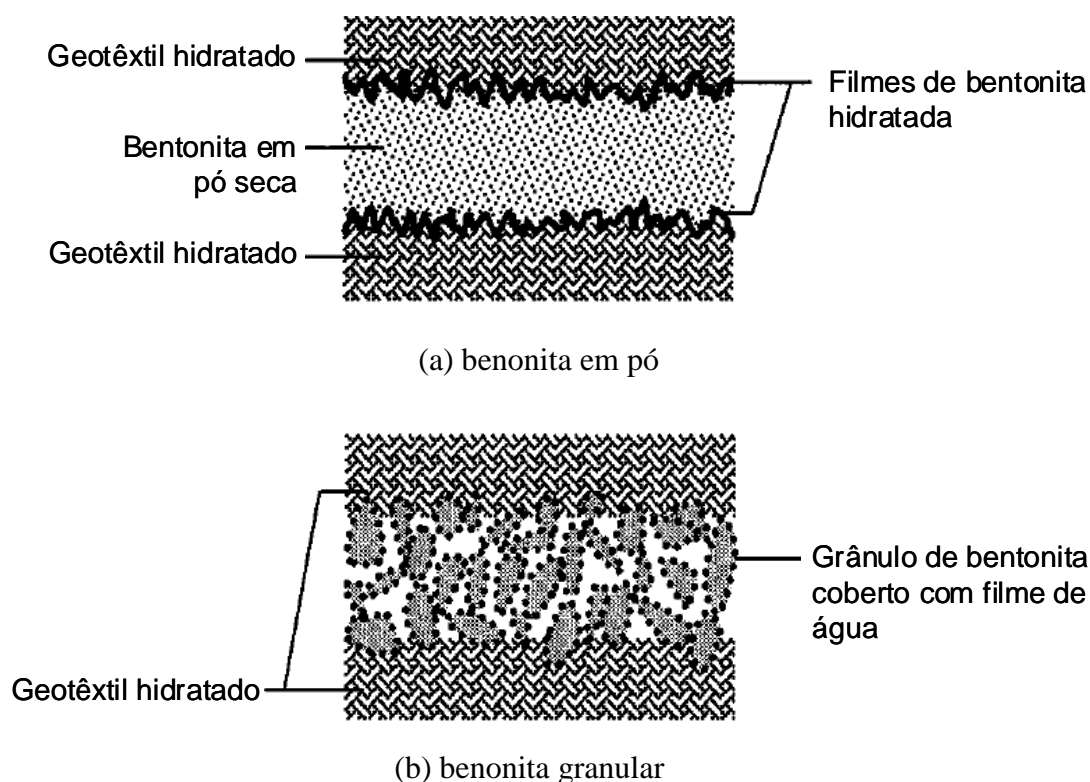 Geotêxtil hidratado
Filmes de bentonita
hidratada
Bentonita em
pó seca
Geotêxtil hidratado
(a) benonita em pó
Grânulo de bentonita
coberto com filme de
água
Geotêxtil hidratado
(b) benonita granular